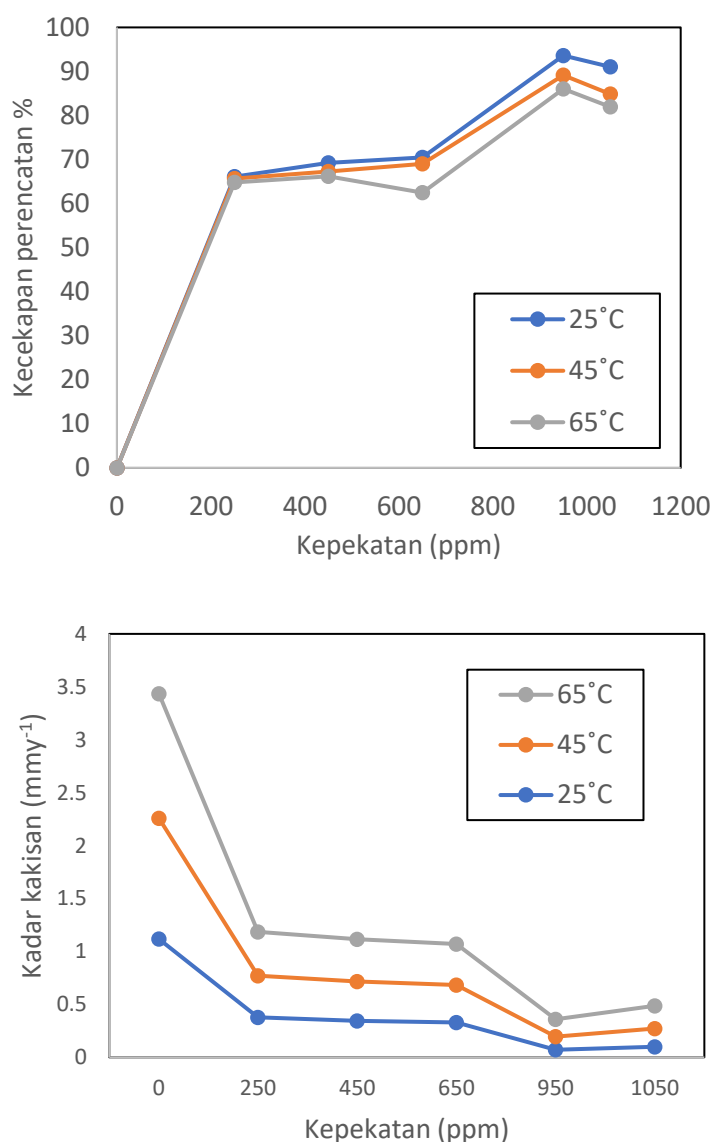 100
90
80
70
60
50
40
30
20
10
0
Kecekapan perencatan %
25˚C
45˚C
65˚C
0 200 400 600 800 1000 1200
Kepekatan (ppm)
4
3.5
3
2.5
2
1.5
1
0.5
0
Kadar kakisan (mmy⁻¹)
65˚C
45˚C
25˚C
0 250 450 650 950 1050
Kepekatan (ppm)